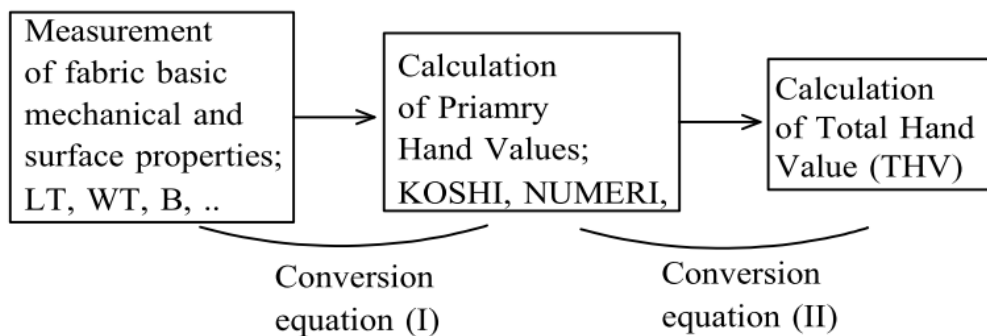 Measurement
of fabric basic
mechanical and
surface properties;
LT, WT, B, ..
Calculation
of Priamry
Hand Values;
KOSHI, NUMERI,
Calculation
of Total Hand
Value (THV)
Conversion
equation (I)
Conversion
equation (II)